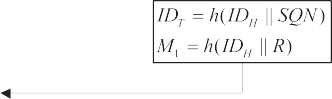 ID_T = h(ID_H || SQN)
M_1 = h(ID_H || R)